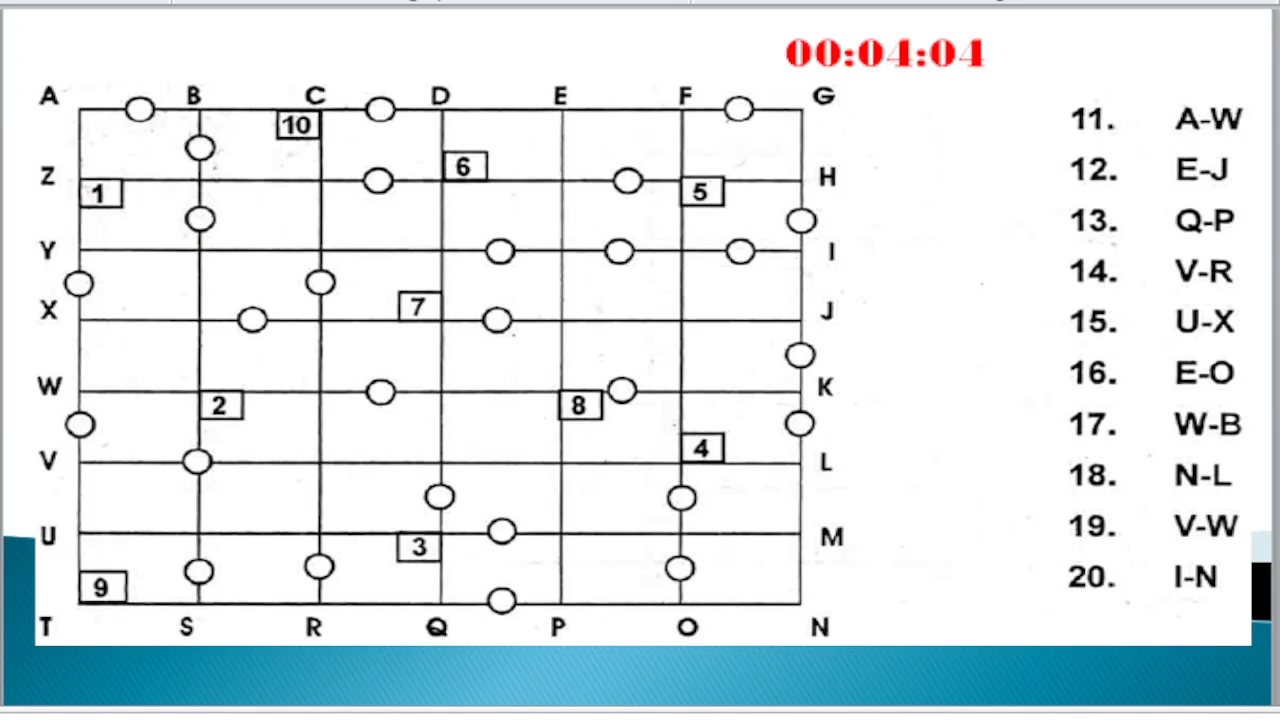 00:04:04
A B C D E F G
10
6
Z H
1 5
Y I
7
X J
W K
2 8
4
V L
U M
3
9
T S R Q P O N
11. A-W
12. E-J
13. Q-P
14. V-R
15. U-X
16. E-O
17. W-B
18. N-L
19. V-W
20. I-N